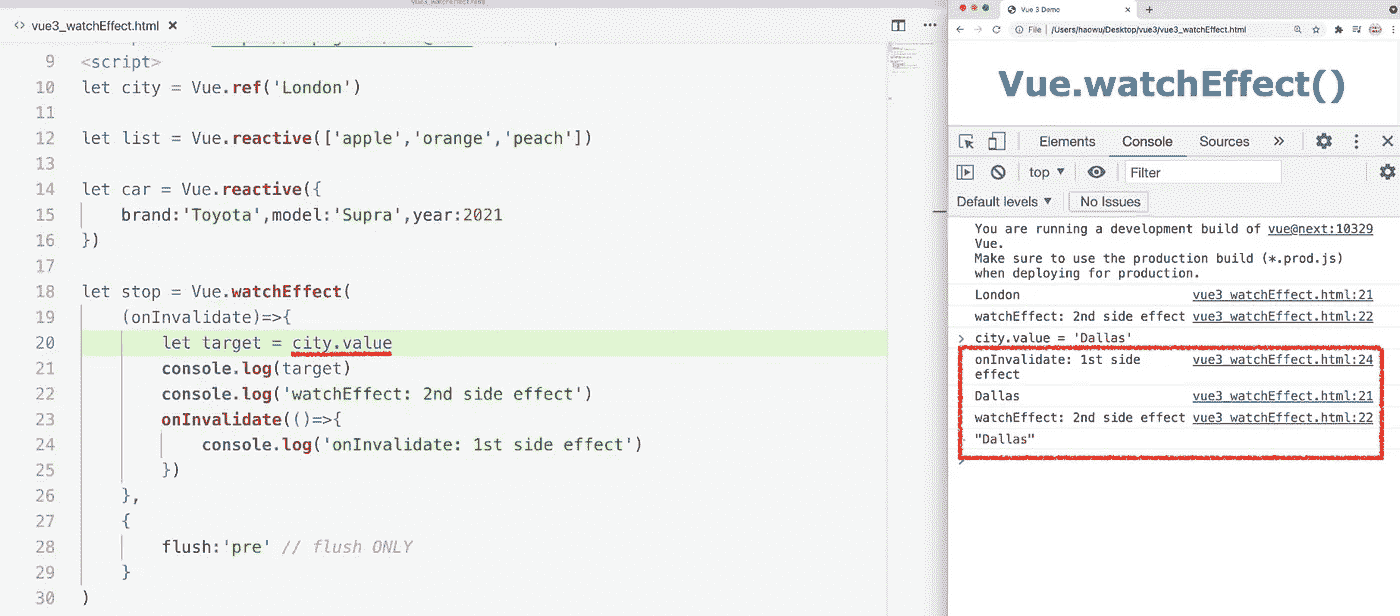 vue3_watchEffect.html
9 <script>
10 let city = Vue.ref('London')
11
12 let list = Vue.reactive(['apple','orange','peach'])
13
14 let car = Vue.reactive({
15 brand:'Toyota',model:'Supra',year:2021
16 })
17
18 let stop = Vue.watchEffect(
19 (onInvalidate)=>{
20 let target = city.value
21 console.log(target)
22 console.log('watchEffect: 2nd side effect')
23 onInvalidate(()=>{
24 console.log('onInvalidate: 1st side effect')
25 })
26 },
27 {
28 flush:'pre' // flush ONLY
29 }
30 )
Vue 3 Demo
File /Users/haowu/Desktop/vue3/vue3_watchEffect.html
Vue.watchEffect()
Elements Console Sources
top Filter
Default levels No Issues
You are running a development build of vue@next:10329
Vue.
Make sure to use the production build (*.prod.js)
when deploying for production.
London vue3_watchEffect.html:21
watchEffect: 2nd side effect vue3_watchEffect.html:22
> city.value = 'Dallas'
onInvalidate: 1st side vue3_watchEffect.html:24
effect
Dallas vue3_watchEffect.html:21
watchEffect: 2nd side effect vue3_watchEffect.html:22
"Dallas"